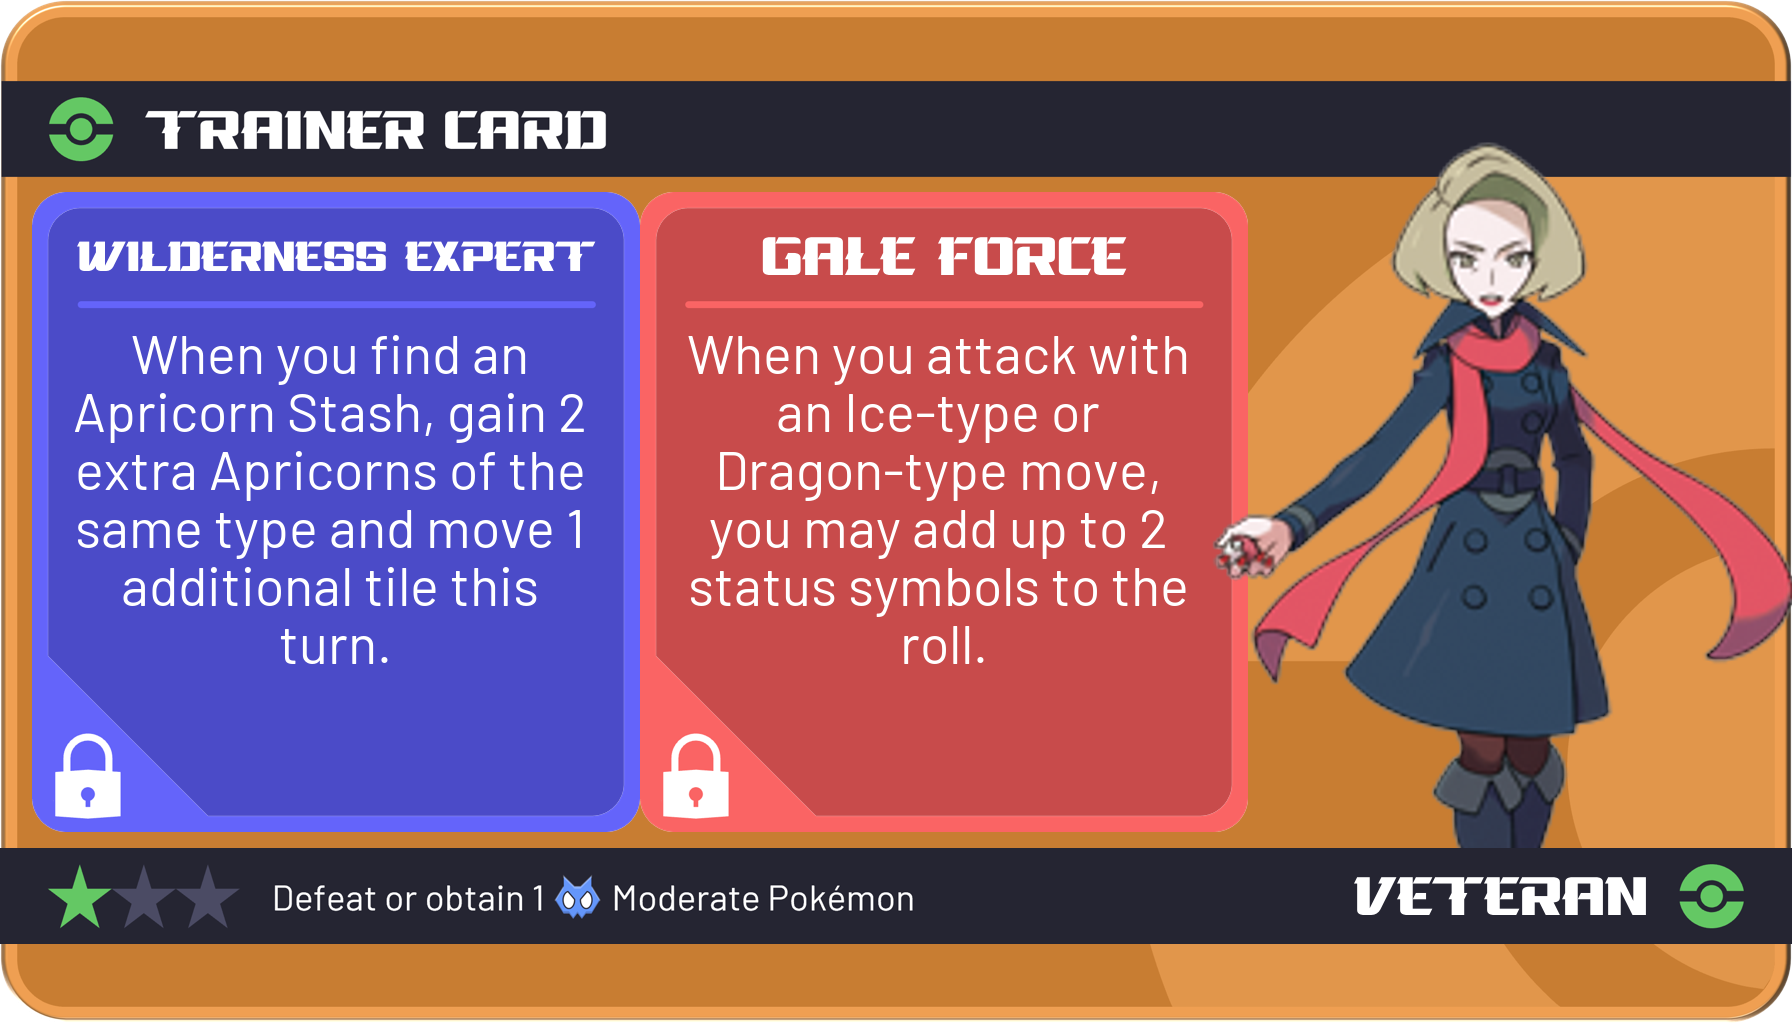 TRAINER CARD
WILDERNESS EXPERT
When you find an
Apricorn Stash, gain 2
extra Apricorns of the
same type and move 1
additional tile this
turn.
GALE FORCE
When you attack with
an Ice-type or
Dragon-type move,
you may add up to 2
status symbols to the
roll.
Defeat or obtain 1 Moderate Pokémon
VETERAN